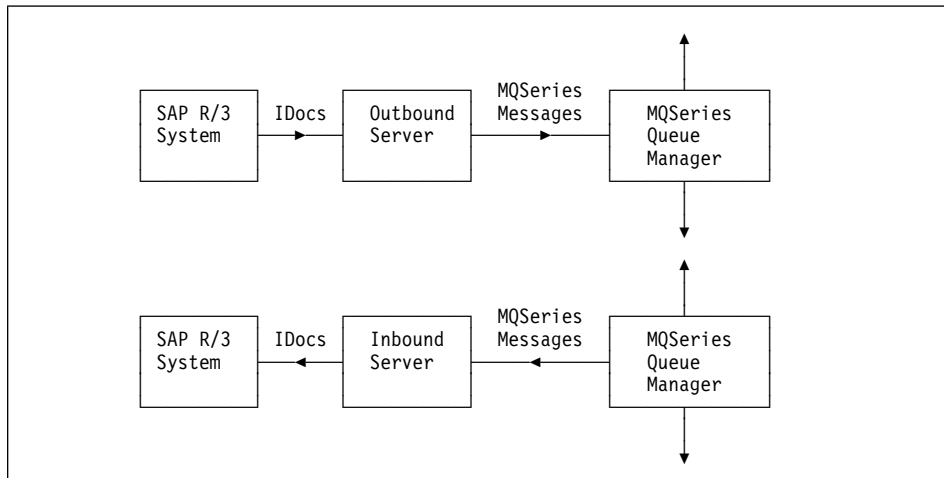 SAP R/3
System
IDocs
Outbound
Server
MQSeries
Messages
MQSeries
Queue
Manager
SAP R/3
System
IDocs
Inbound
Server
MQSeries
Messages
MQSeries
Queue
Manager